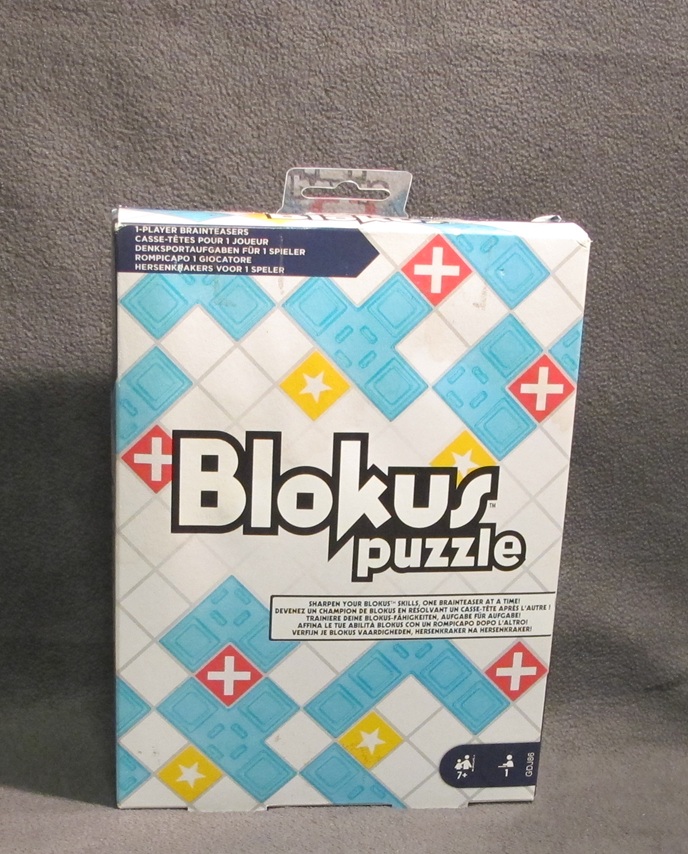 1-PLAYER BRAINTEASERS
CASSE-TÊTES POUR 1 JOUEUR
DENKSPORTAUFGABEN FÜR 1 SPIELER
ROMPICAPO 1 GIOCATORE
HERSENKRAKERS VOOR 1 SPELER
Blokus™
puzzle
SHARPEN YOUR BLOKUS™ SKILLS, ONE BRAINTEASER AT A TIME!
DEVENEZ UN CHAMPION DE BLOKUS EN RÉSOLVANT UN CASSE-TÊTE APRÈS L'AUTRE !
TRAINIERE DEINE BLOKUS-FÄHIGKEITEN, AUFGABE FÜR AUFGABE!
AFFINA LE TUE ABILITÀ BLOKUS CON UN ROMPICAPO DOPO L'ALTRO!
VERFIJN JE BLOKUS VAARDIGHEDEN, HERSENKRAKER NA HERSENKRAKER!
7+
1
GDJ86